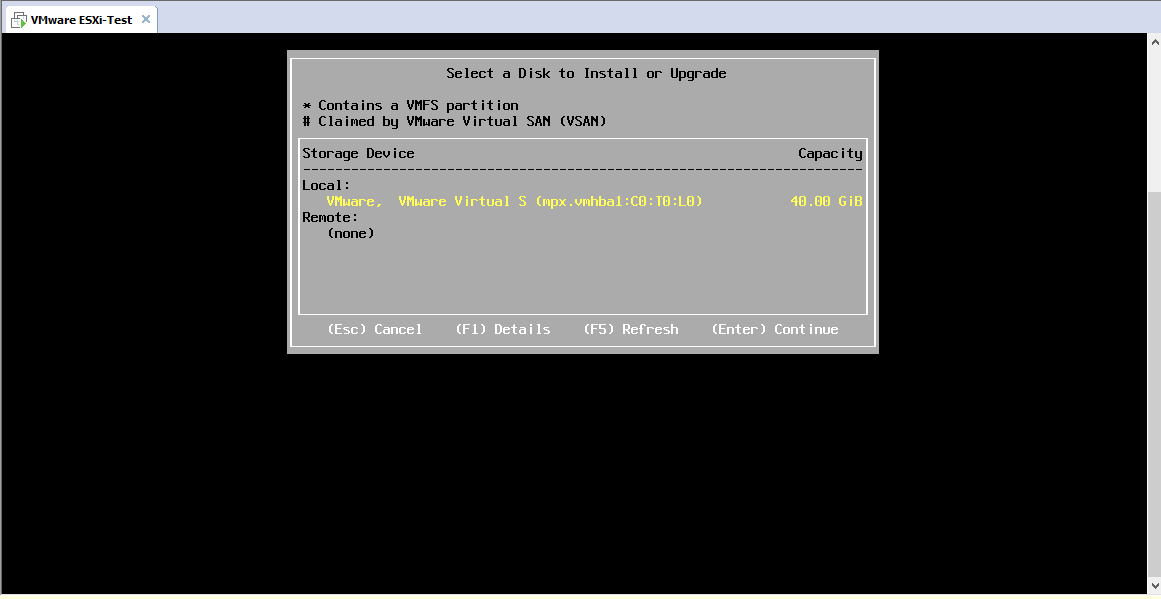 VMware ESXi-Test
Select a Disk to Install or Upgrade
* Contains a VMFS partition
# Claimed by VMware Virtual SAN (VSAN)
Storage Device Capacity
--------------------------------------------------------------------
Local:
VMware,  VMware Virtual S (mpx.vmhba1:C0:T0:L0) 40.00 GiB
Remote:
(none)
(Esc) Cancel (F1) Details (F5) Refresh (Enter) Continue